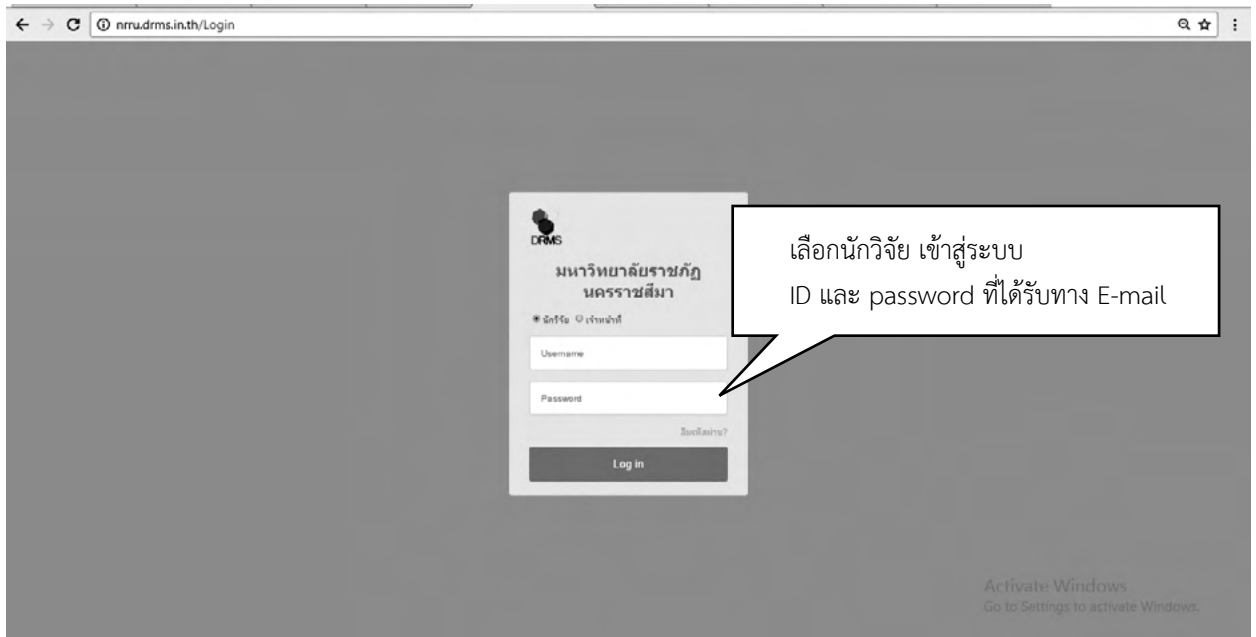 nrru.drms.in.th/Login
DRMS
มหาวิทยาลัยราชภัฏ
นครราชสีมา
นักวิจัย เจ้าหน้าที่
Username
Password
ลืมรหัสผ่าน?
Log in
เลือกนักวิจัย เข้าสู่ระบบ
ID และ password ที่ได้รับทาง E-mail
Activate Windows
Go to Settings to activate Windows.